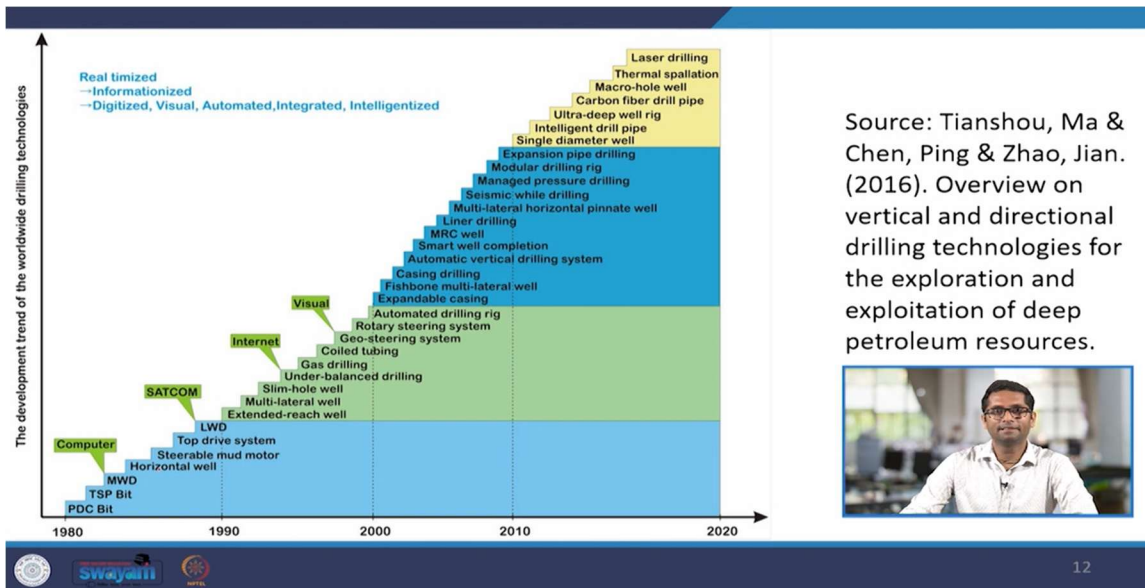 The development trend of the worldwide drilling technologies
Real timized
→Informationized
→Digitized, Visual, Automated,Integrated, Intelligentized
Laser drilling
Thermal spallation
Macro-hole well
Carbon fiber drill pipe
Ultra-deep well rig
Intelligent drill pipe
Single diameter well
Expansion pipe drilling
Modular drilling rig
Managed pressure drilling
Seismic while drilling
Multi-lateral horizontal pinnate well
Liner drilling
MRC well
Smart well completion
Automatic vertical drilling system
Casing drilling
Fishbone multi-lateral well
Expandable casing
Visual
Automated drilling rig
Rotary steering system
Geo-steering system
Internet
Coiled tubing
Gas drilling
Under-balanced drilling
Slim-hole well
SATCOM
Multi-lateral well
Extended-reach well
LWD
Computer
Top drive system
Steerable mud motor
Horizontal well
MWD
TSP Bit
PDC Bit
1980
1990
2000
2010
2020
Source: Tianshou, Ma &
Chen, Ping & Zhao, Jian.
(2016). Overview on
vertical and directional
drilling technologies for
the exploration and
exploitation of deep
petroleum resources.
swayam
NPTEL
12